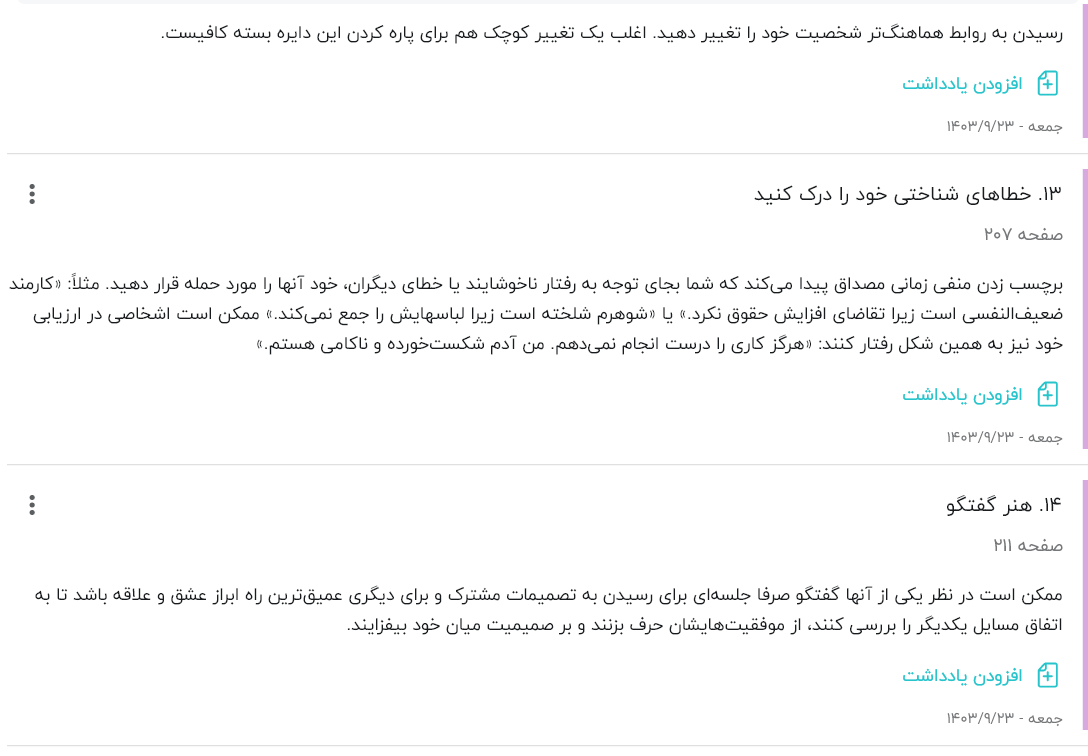 رسیدن به روابط هماهنگ‌تر شخصیت خود را تغییر دهید. اغلب یک تغییر کوچک هم برای پاره کردن این دایره بسته کافیست.
افزودن یادداشت
جمعه - ۱۴۰۳/۹/۲۳
۱۳. خطاهای شناختی خود را درک کنید
صفحه ۲۰۷
برچسب زدن منفی زمانی مصداق پیدا می‌کند که شما بجای توجه به رفتار ناخوشایند یا خطای دیگران، خود آنها را مورد حمله قرار دهید. مثلاً: «کارمند
ضعیف‌النفسی است زیرا تقاضای افزایش حقوق نکرد.» یا «شوهرم شلخته است زیرا لباسهایش را جمع نمی‌کند.» ممکن است اشخاصی در ارزیابی
خود نیز به همین شکل رفتار کنند: «هرگز کاری را درست انجام نمی‌دهم. من آدم شکست‌خورده و ناکامی هستم.»
افزودن یادداشت
جمعه - ۱۴۰۳/۹/۲۳
۱۴. هنر گفتگو
صفحه ۲۱۱
ممکن است در نظر یکی از آنها گفتگو صرفا جلسه‌ای برای رسیدن به تصمیمات مشترک و برای دیگری عمیق‌ترین راه ابراز عشق و علاقه باشد تا به
اتفاق مسایل یکدیگر را بررسی کنند، از موفقیت‌هایشان حرف بزنند و بر صمیمیت میان خود بیفزایند.
افزودن یادداشت
جمعه - ۱۴۰۳/۹/۲۳